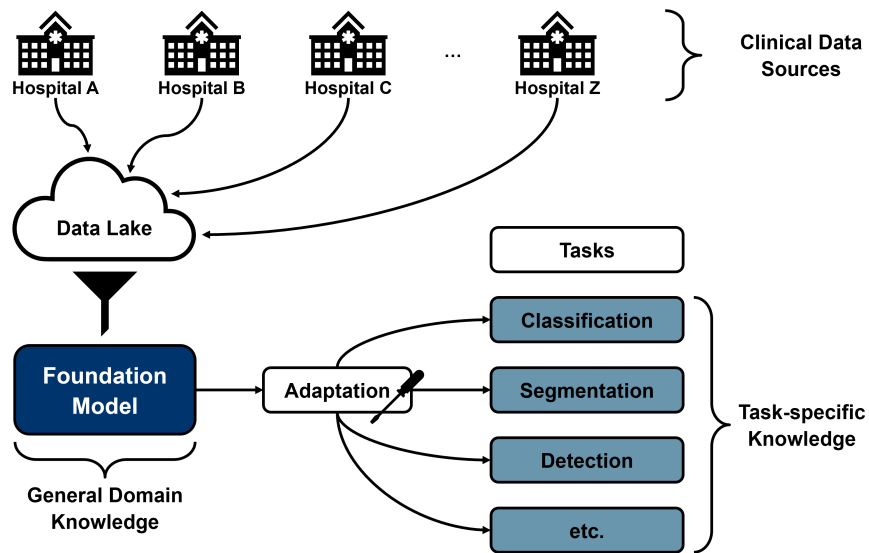 Hospital A
Hospital B
Hospital C
...
Hospital Z
Clinical Data
Sources
Data Lake
Tasks
Classification
Foundation
Model
Adaptation
Segmentation
Task-specific
Knowledge
Detection
General Domain
Knowledge
etc.